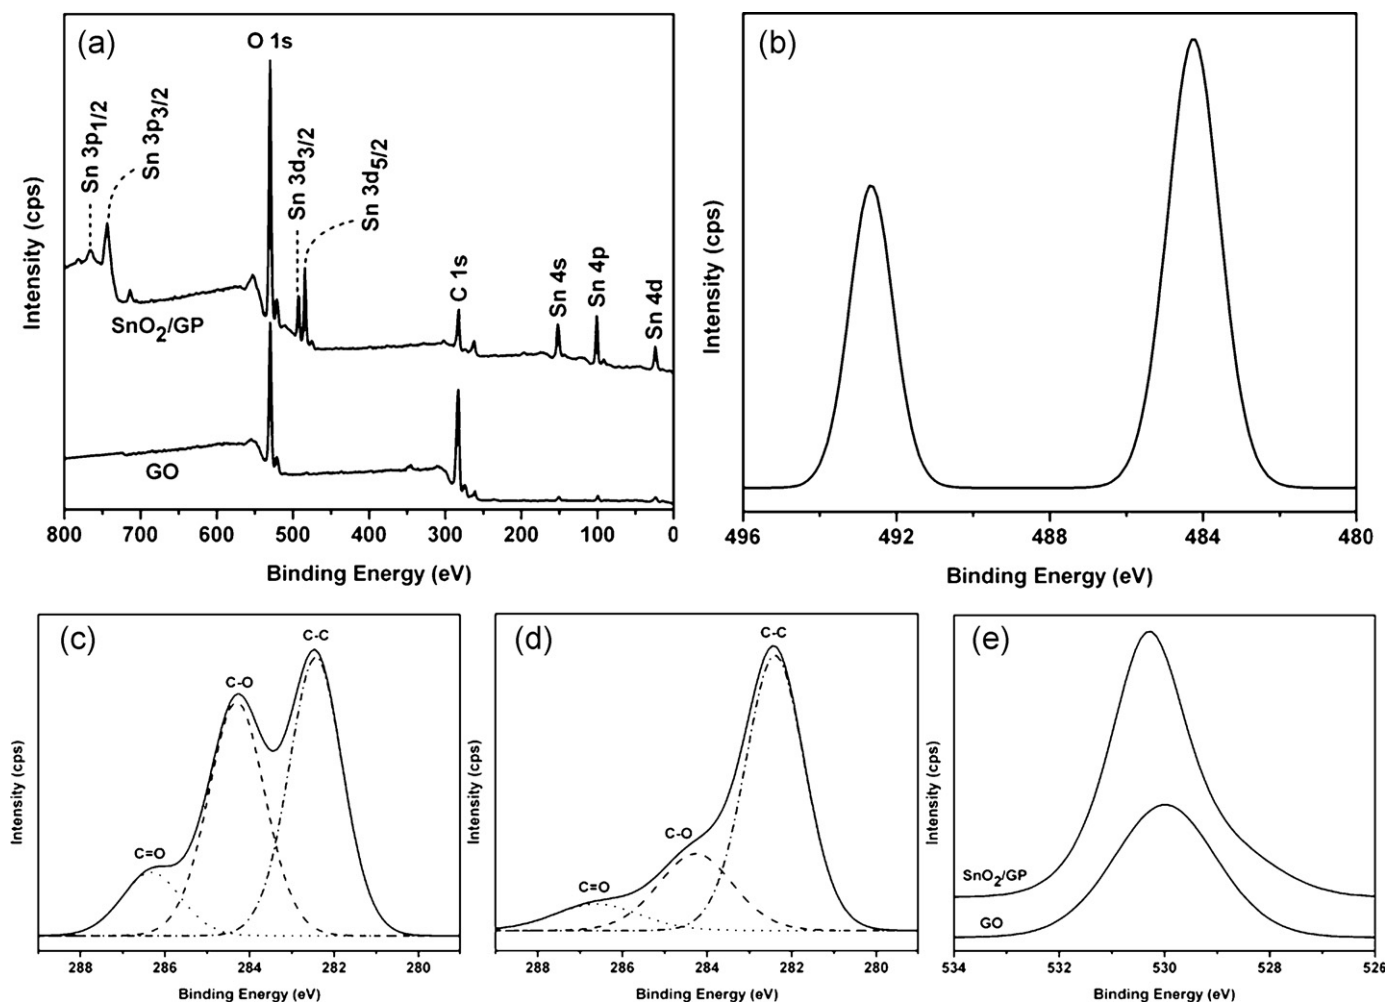 (a)
O 1s
Sn 3p1/2
Sn 3p3/2
Sn 3d3/2
Sn 3d5/2
C 1s
Sn 4s
Sn 4p
Sn 4d
SnO2/GP
GO
Intensity (cps)
800 700 600 500 400 300 200 100 0
Binding Energy (eV)
(b)
Intensity (cps)
496 492 488 484 480
Binding Energy (eV)
(c)
C-C
C-O
C=O
Intensity (cps)
288 286 284 282 280
Binding Energy (eV)
(d)
C-C
C-O
C=O
Intensity (cps)
288 286 284 282 280
Binding Energy (eV)
(e)
SnO2/GP
GO
Intensity (cps)
534 532 530 528 526
Binding Energy (eV)